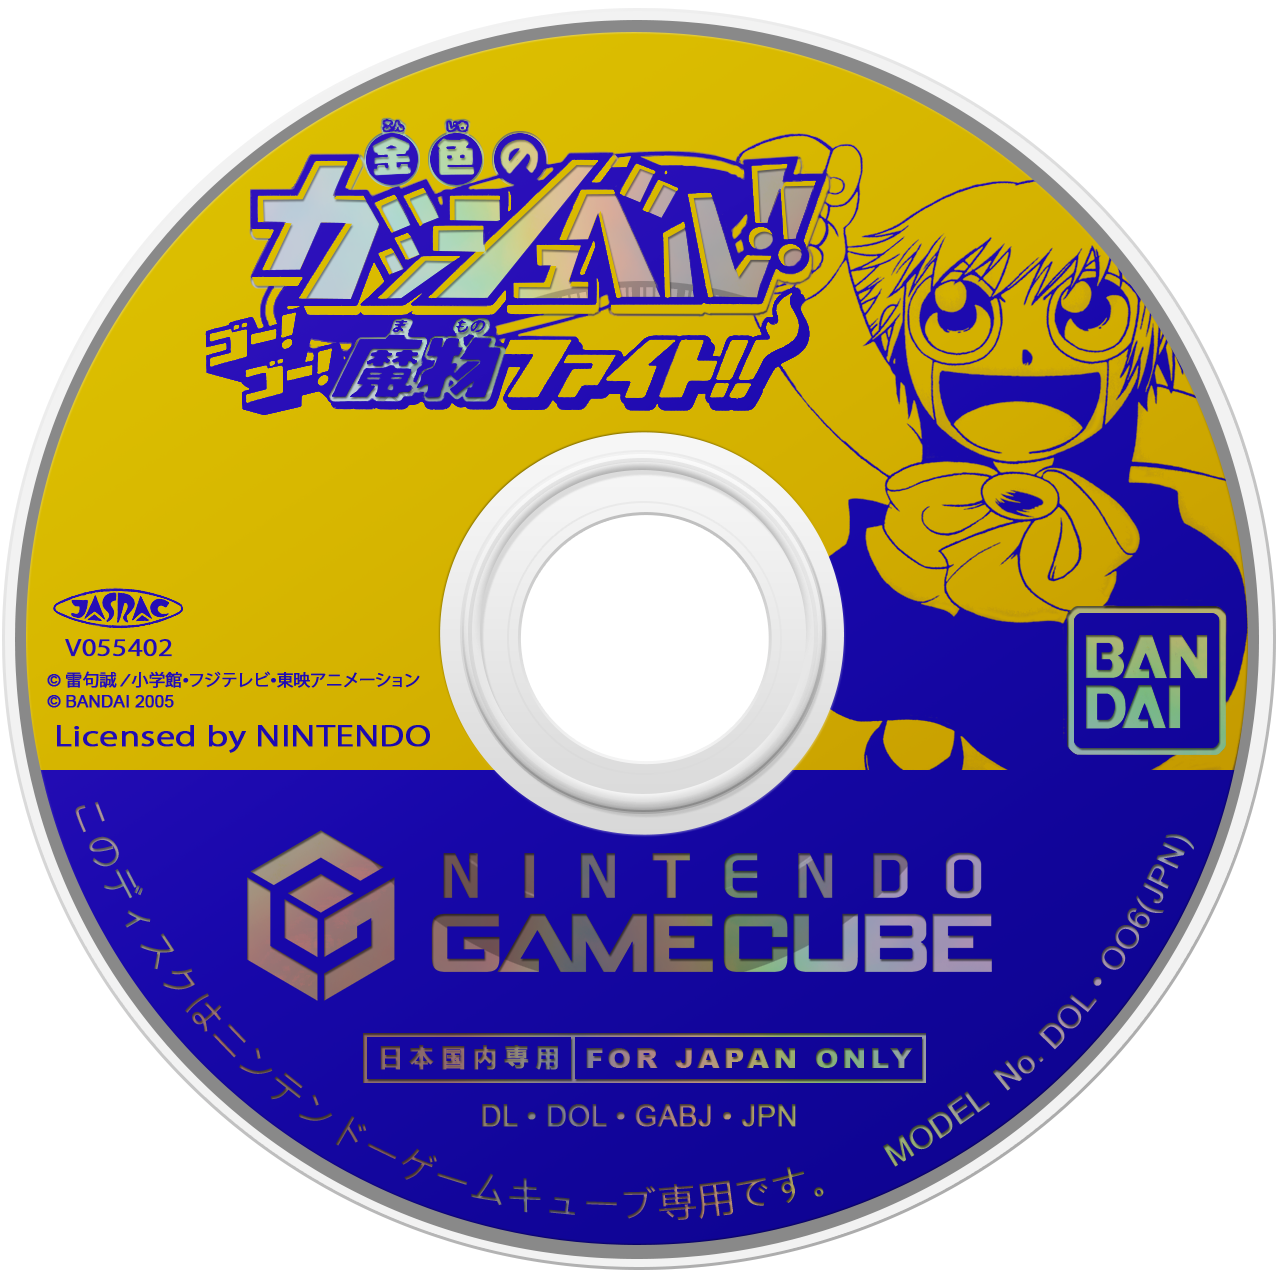 こん じき
金色の
ガッシュベル!!
ゴー!
ゴー!
ま もの
魔物ファイト!!
JASRAC
V055402
© 雷句誠/小学館・フジテレビ・東映アニメーション
© BANDAI 2005
Licensed by NINTENDO
BAN
DAI
NINTENDO
GAMECUBE
日本国内専用 FOR JAPAN ONLY
DL・DOL・GABJ・JPN
このディスクはニンテンドーゲームキューブ専用です。
MODEL No. DOL・006(JPN)